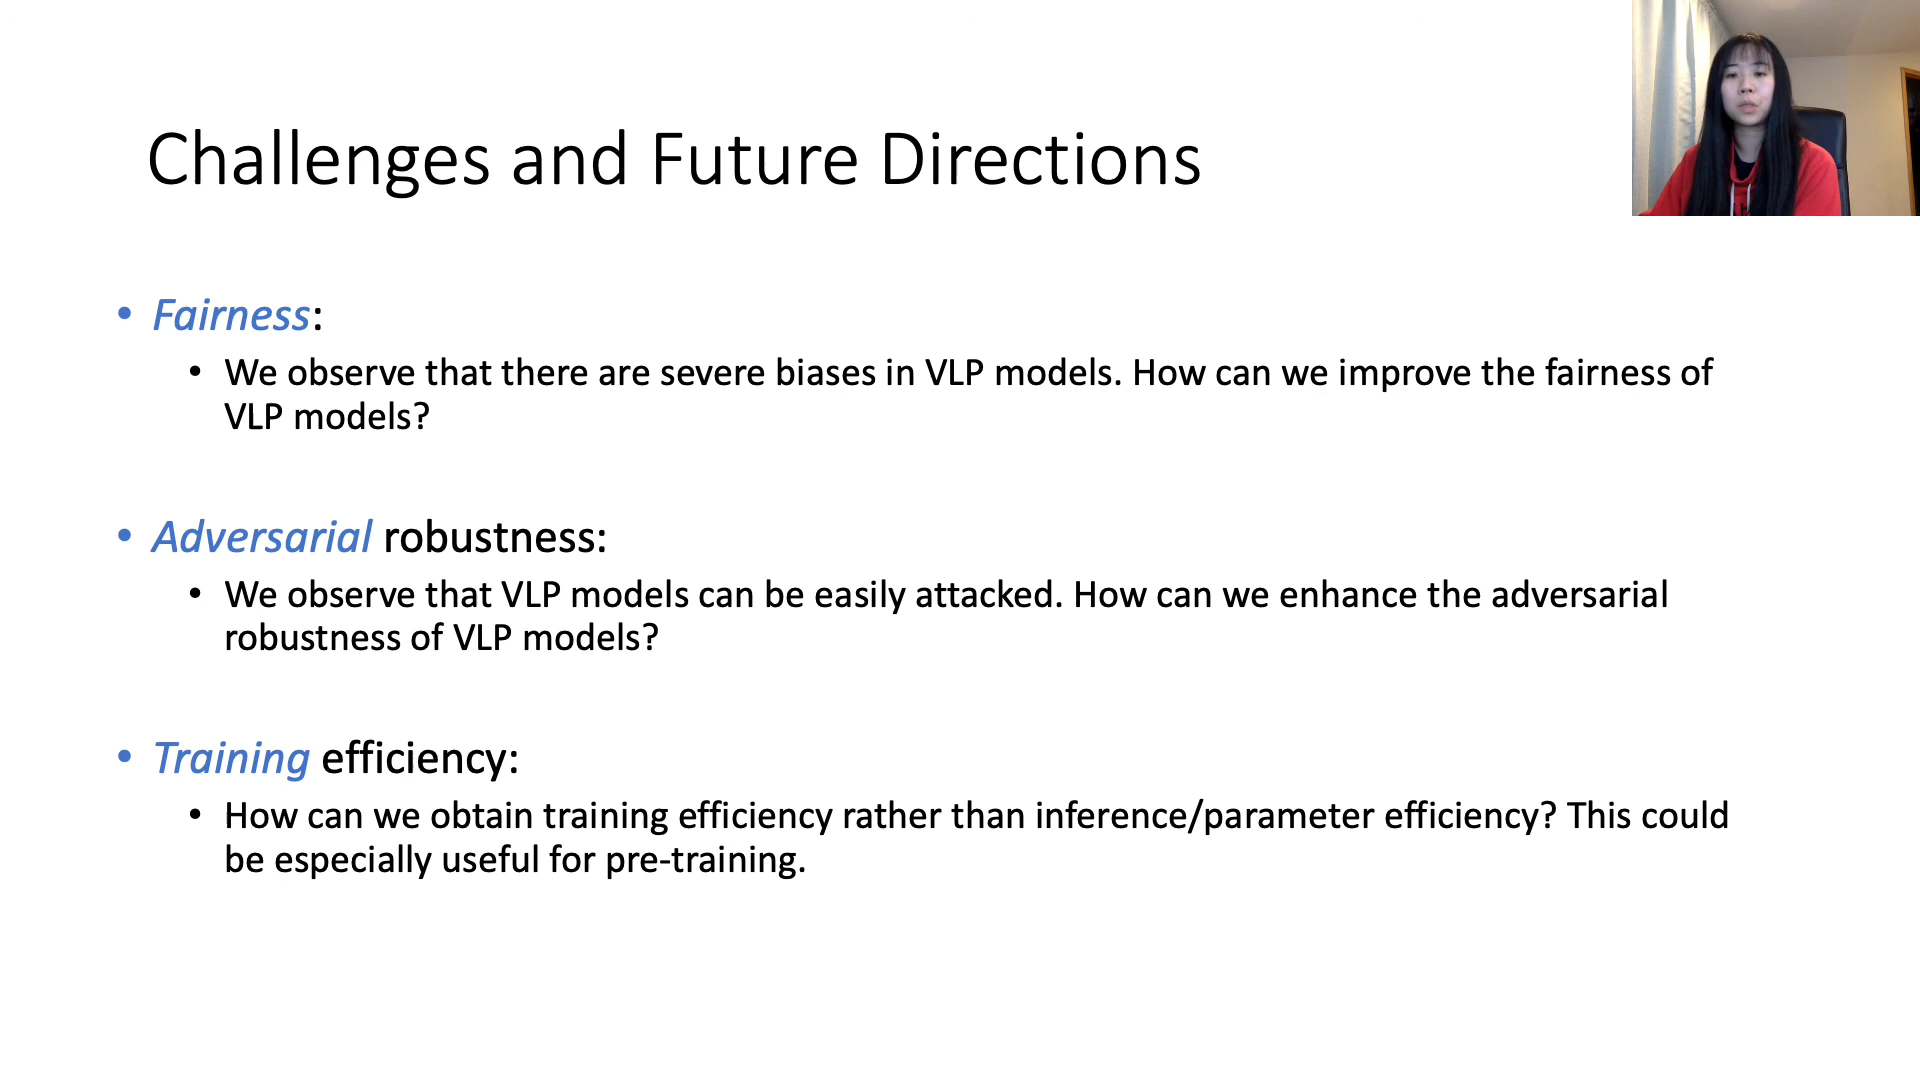 Challenges and Future Directions
• Fairness:
• We observe that there are severe biases in VLP models. How can we improve the fairness of
VLP models?
• Adversarial robustness:
• We observe that VLP models can be easily attacked. How can we enhance the adversarial
robustness of VLP models?
• Training efficiency:
• How can we obtain training efficiency rather than inference/parameter efficiency? This could
be especially useful for pre-training.